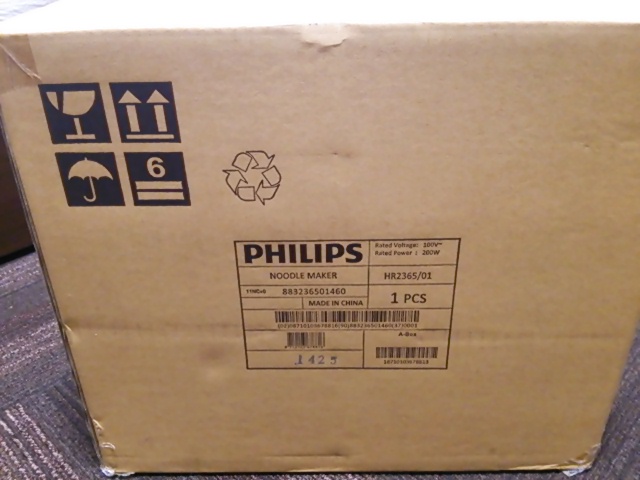 6
PHILIPS
Rated Voltage: 100V~
Rated Power : 200W
NOODLE MAKER
HR2365/01
883236501460
MADE IN CHINA
1 PCS
A-Box
1425